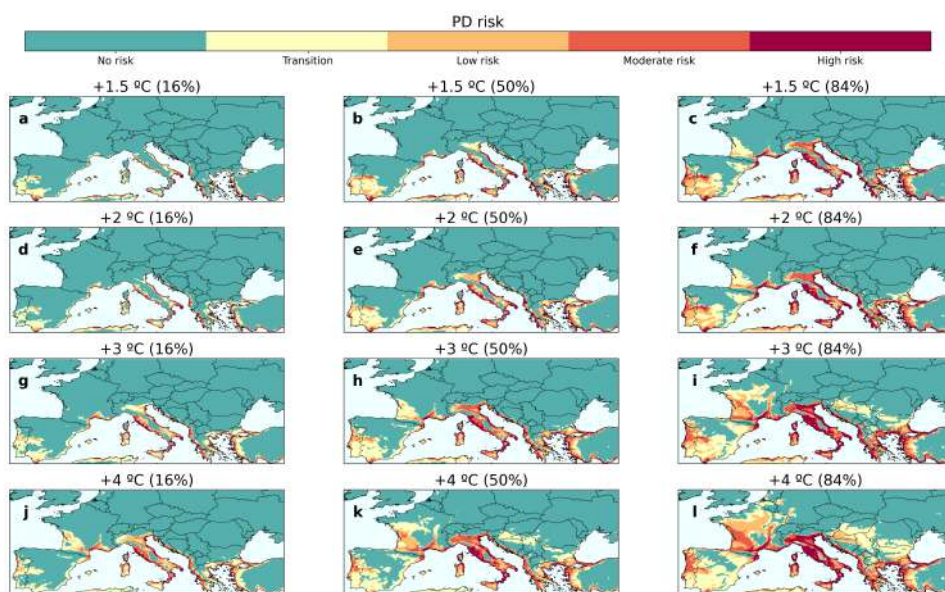 PD risk
No risk Transition Low risk Moderate risk High risk
+1.5 ºC (16%) +1.5 ºC (50%) +1.5 ºC (84%)
a b c
+2 ºC (16%) +2 ºC (50%) +2 ºC (84%)
d e f
+3 ºC (16%) +3 ºC (50%) +3 ºC (84%)
g h i
+4 ºC (16%) +4 ºC (50%) +4 ºC (84%)
j k l